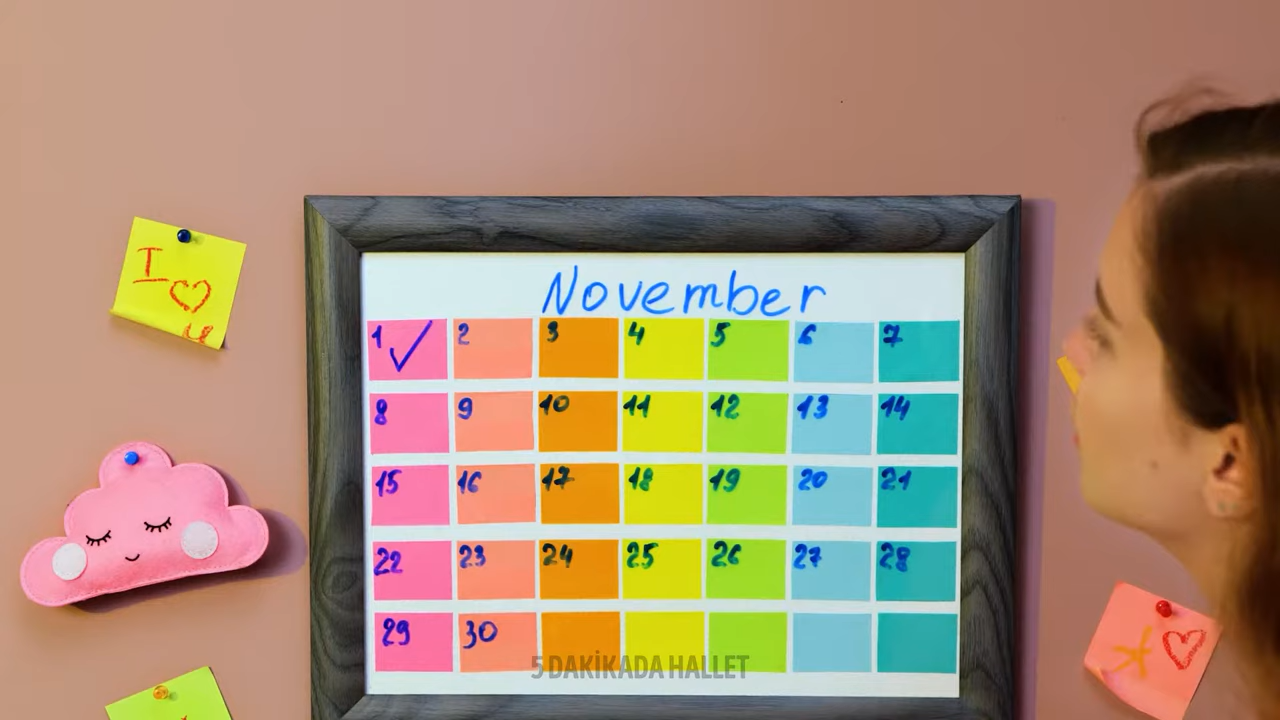 I
u
November
1 2 3 4 5 6 7
8 9 10 11 12 13 14
15 16 17 18 19 20 21
22 23 24 25 26 27 28
29 30
5 DAKİKADA HALLET